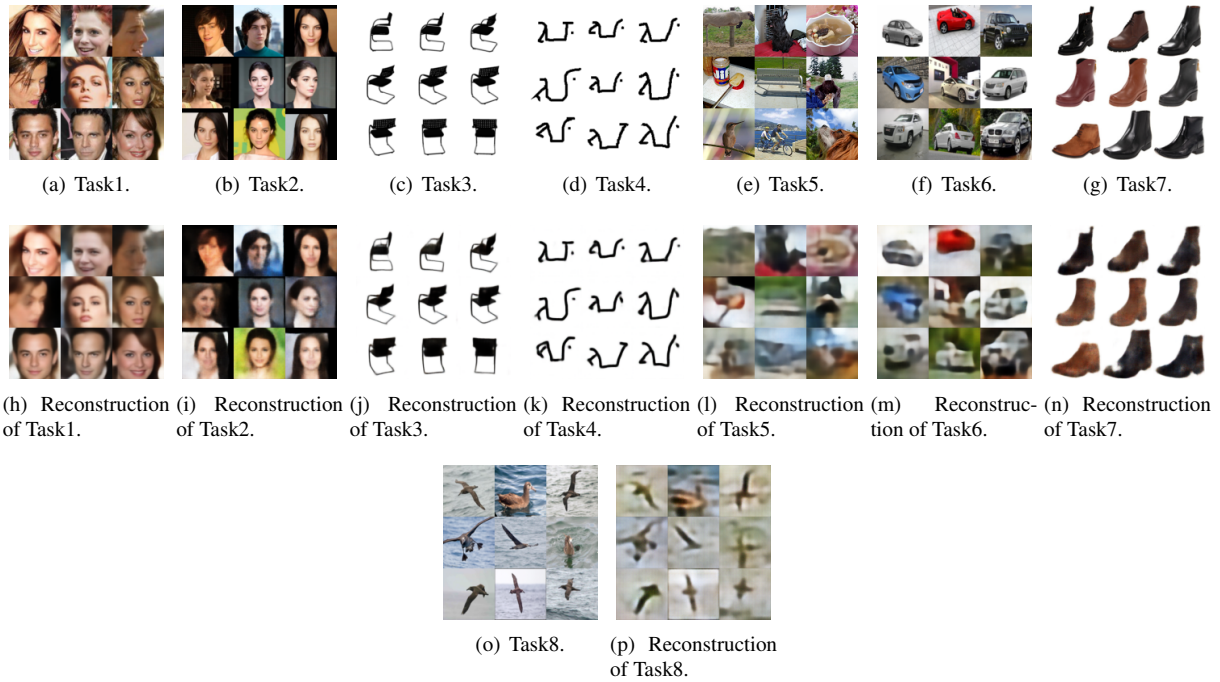 (a) Task1.
(b) Task2.
(c) Task3.
(d) Task4.
(e) Task5.
(f) Task6.
(g) Task7.
(h) Reconstruction
of Task1.
(i) Reconstruction
of Task2.
(j) Reconstruction
of Task3.
(k) Reconstruction
of Task4.
(l) Reconstruction
of Task5.
(m) Reconstruc-
tion of Task6.
(n) Reconstruction
of Task7.
(o) Task8.
(p) Reconstruction
of Task8.